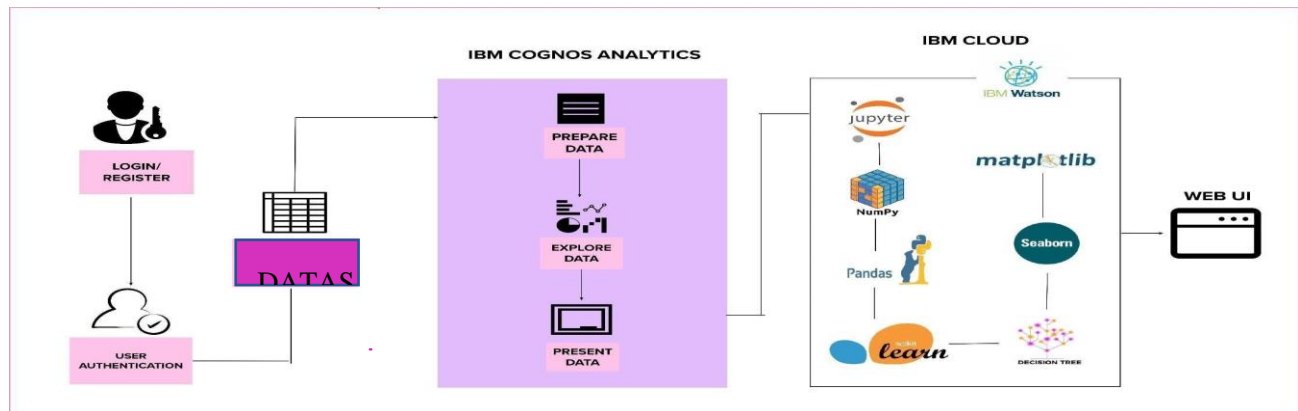 LOGIN/
REGISTER
USER
AUTHENTICATION
DATAS
IBM COGNOS ANALYTICS
PREPARE
DATA
EXPLORE
DATA
PRESENT
DATA
IBM CLOUD
IBM Watson
jupyter
NumPy
Pandas
scikit
learn
DECISION TREE
Seaborn
matplotlib
WEB UI